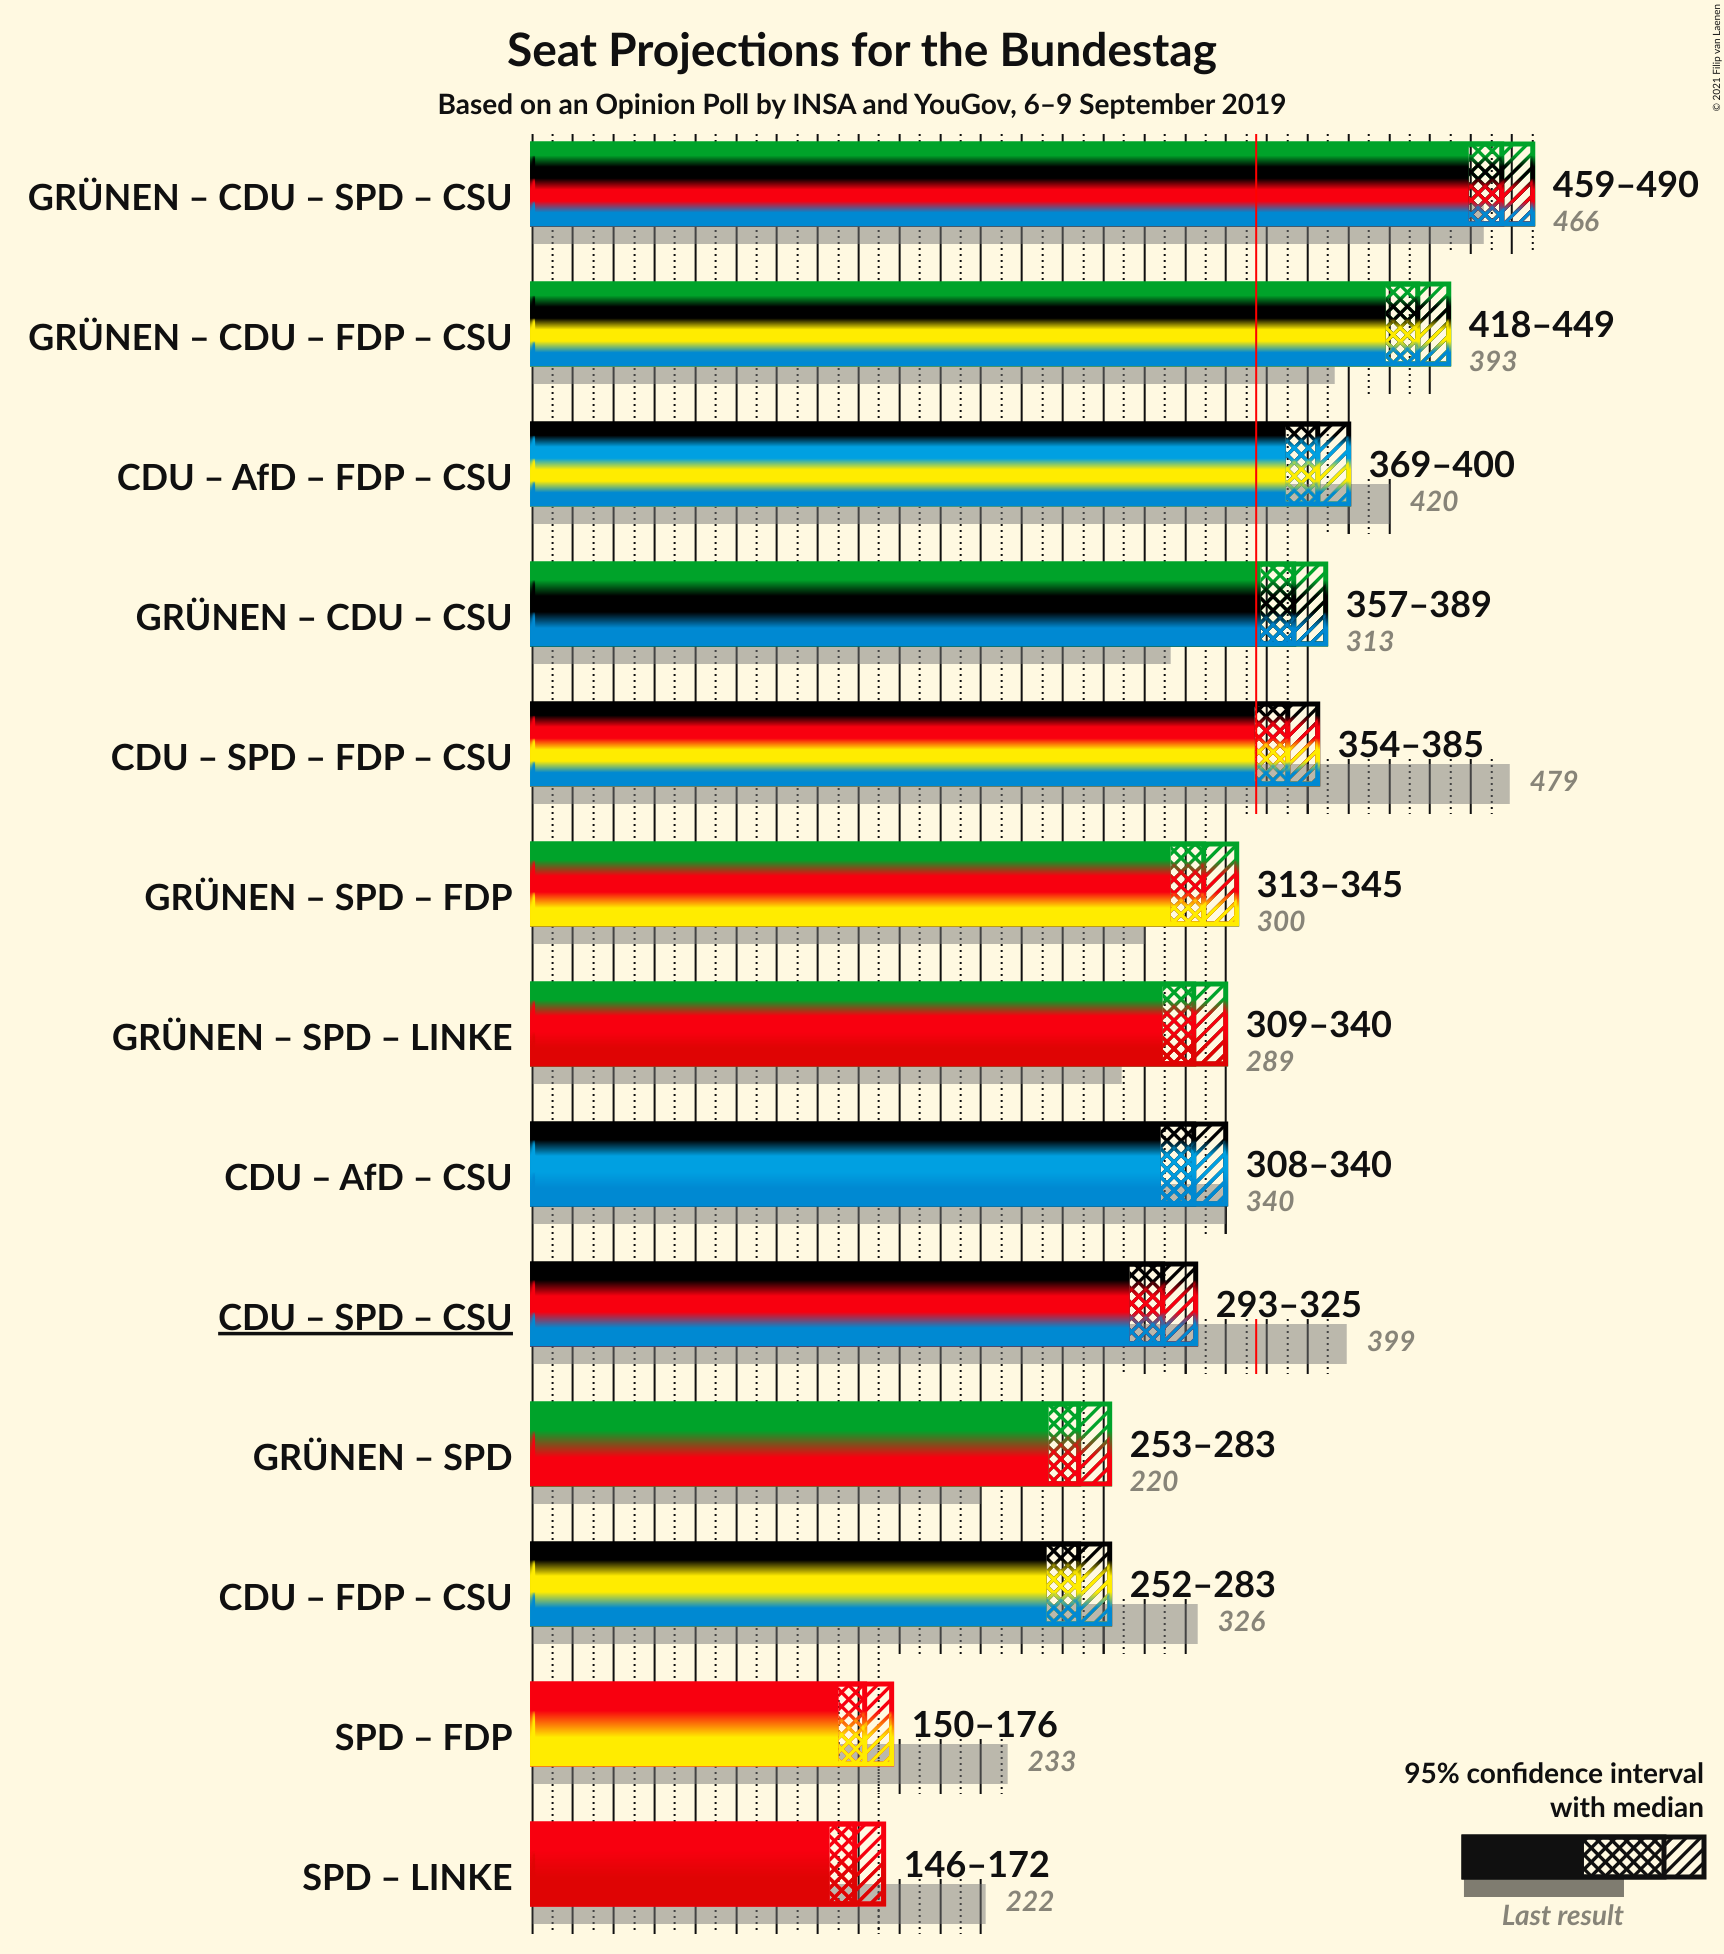 Seat Projections for the Bundestag
Based on an Opinion Poll by INSA and YouGov, 6–9 September 2019
© 2021 Filip van Laenen
GRÜNEN – CDU – SPD – CSU
459–490
466
GRÜNEN – CDU – FDP – CSU
418–449
393
CDU – AfD – FDP – CSU
369–400
420
GRÜNEN – CDU – CSU
357–389
313
CDU – SPD – FDP – CSU
354–385
479
GRÜNEN – SPD – FDP
313–345
300
GRÜNEN – SPD – LINKE
309–340
289
CDU – AfD – CSU
308–340
340
CDU – SPD – CSU
293–325
399
GRÜNEN – SPD
253–283
220
CDU – FDP – CSU
252–283
326
SPD – FDP
150–176
233
SPD – LINKE
146–172
222
95% confidence interval
with median
Last result